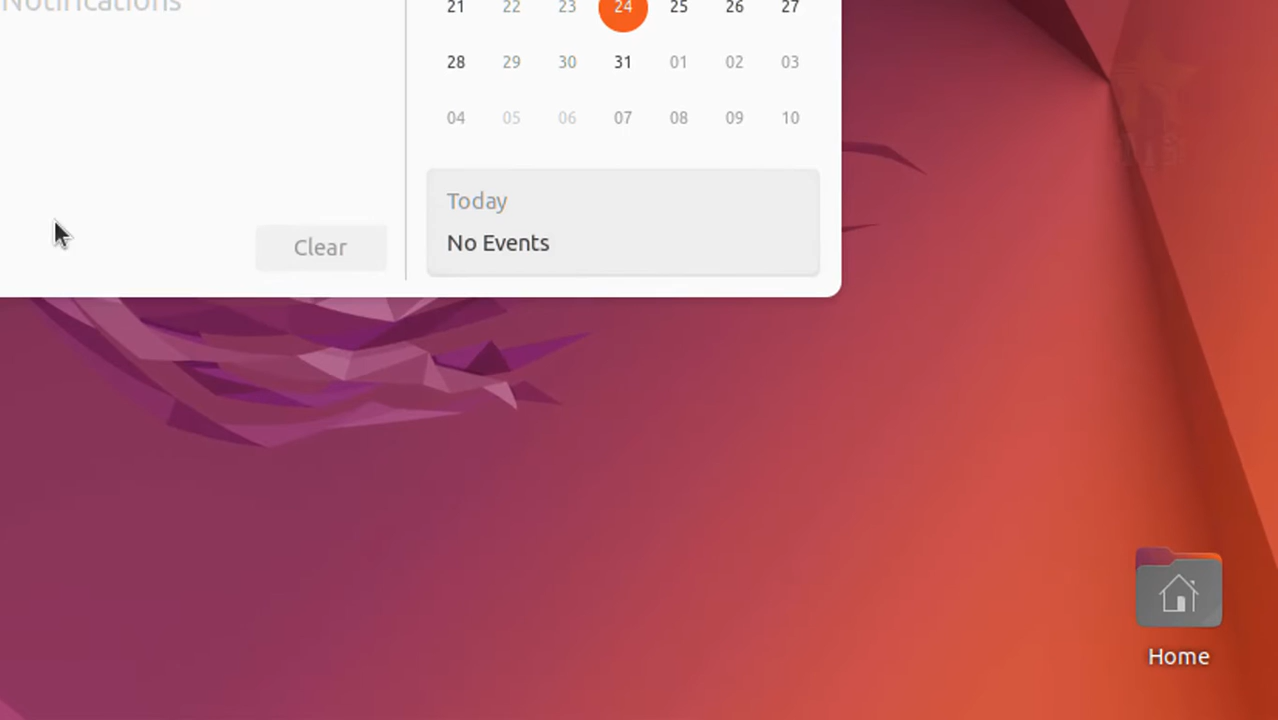 Notifications
21 22 23 24 25 26 27
28 29 30 31 01 02 03
04 05 06 07 08 09 10
Today
No Events
Clear
Home